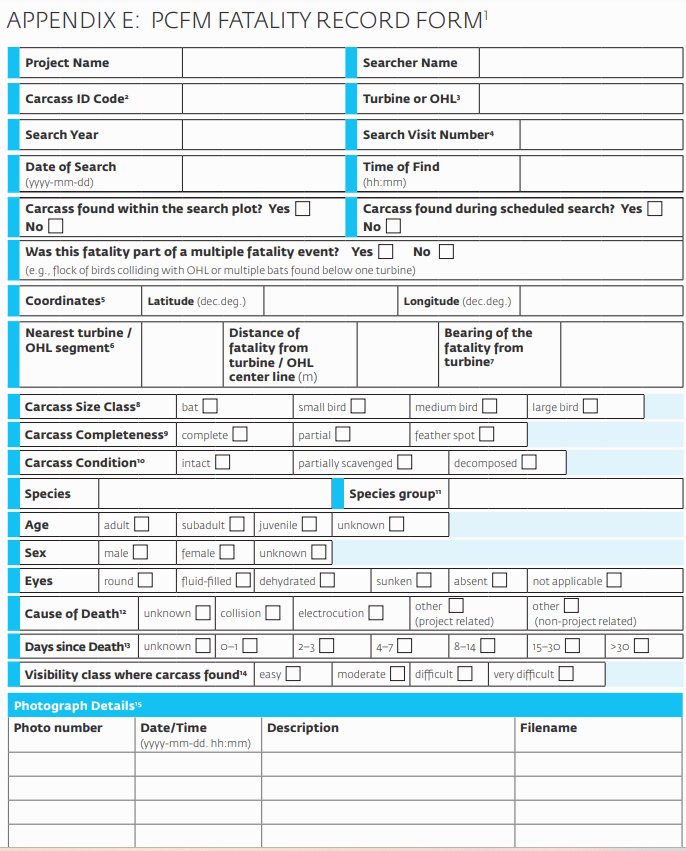 APPENDIX E: PCFM FATALITY RECORD FORM¹
Project Name
Searcher Name
Carcass ID Code²
Turbine or OHL³
Search Year
Search Visit Number⁴
Date of Search
(yyyy-mm-dd)
Time of Find
(hh:mm)
Carcass found within the search plot? Yes
No
Carcass found during scheduled search? Yes
No
Was this fatality part of a multiple fatality event? Yes No
(e.g., flock of birds colliding with OHL or multiple bats found below one turbine)
Coordinates⁵ Latitude (dec.deg.) Longitude (dec.deg.)
Nearest turbine /
OHL segment⁶
Distance of
fatality from
turbine / OHL
center line (m)
Bearing of the
fatality from
turbine⁷
Carcass Size Class⁸ bat small bird medium bird large bird
Carcass Completeness⁹ complete partial feather spot
Carcass Condition¹⁰ intact partially scavenged decomposed
Species Species group¹¹
Age adult subadult juvenile unknown
Sex male female unknown
Eyes round fluid-filled dehydrated sunken absent not applicable
Cause of Death¹² unknown collision electrocution
other
(project related)
other
(non-project related)
Days since Death¹³ unknown 0–1 2–3 4–7 8–14 15–30 >30
Visibility class where carcass found¹⁴ easy moderate difficult very difficult
Photograph Details¹⁵
Photo number
Date/Time
(yyyy-mm-dd. hh:mm)
Description
Filename